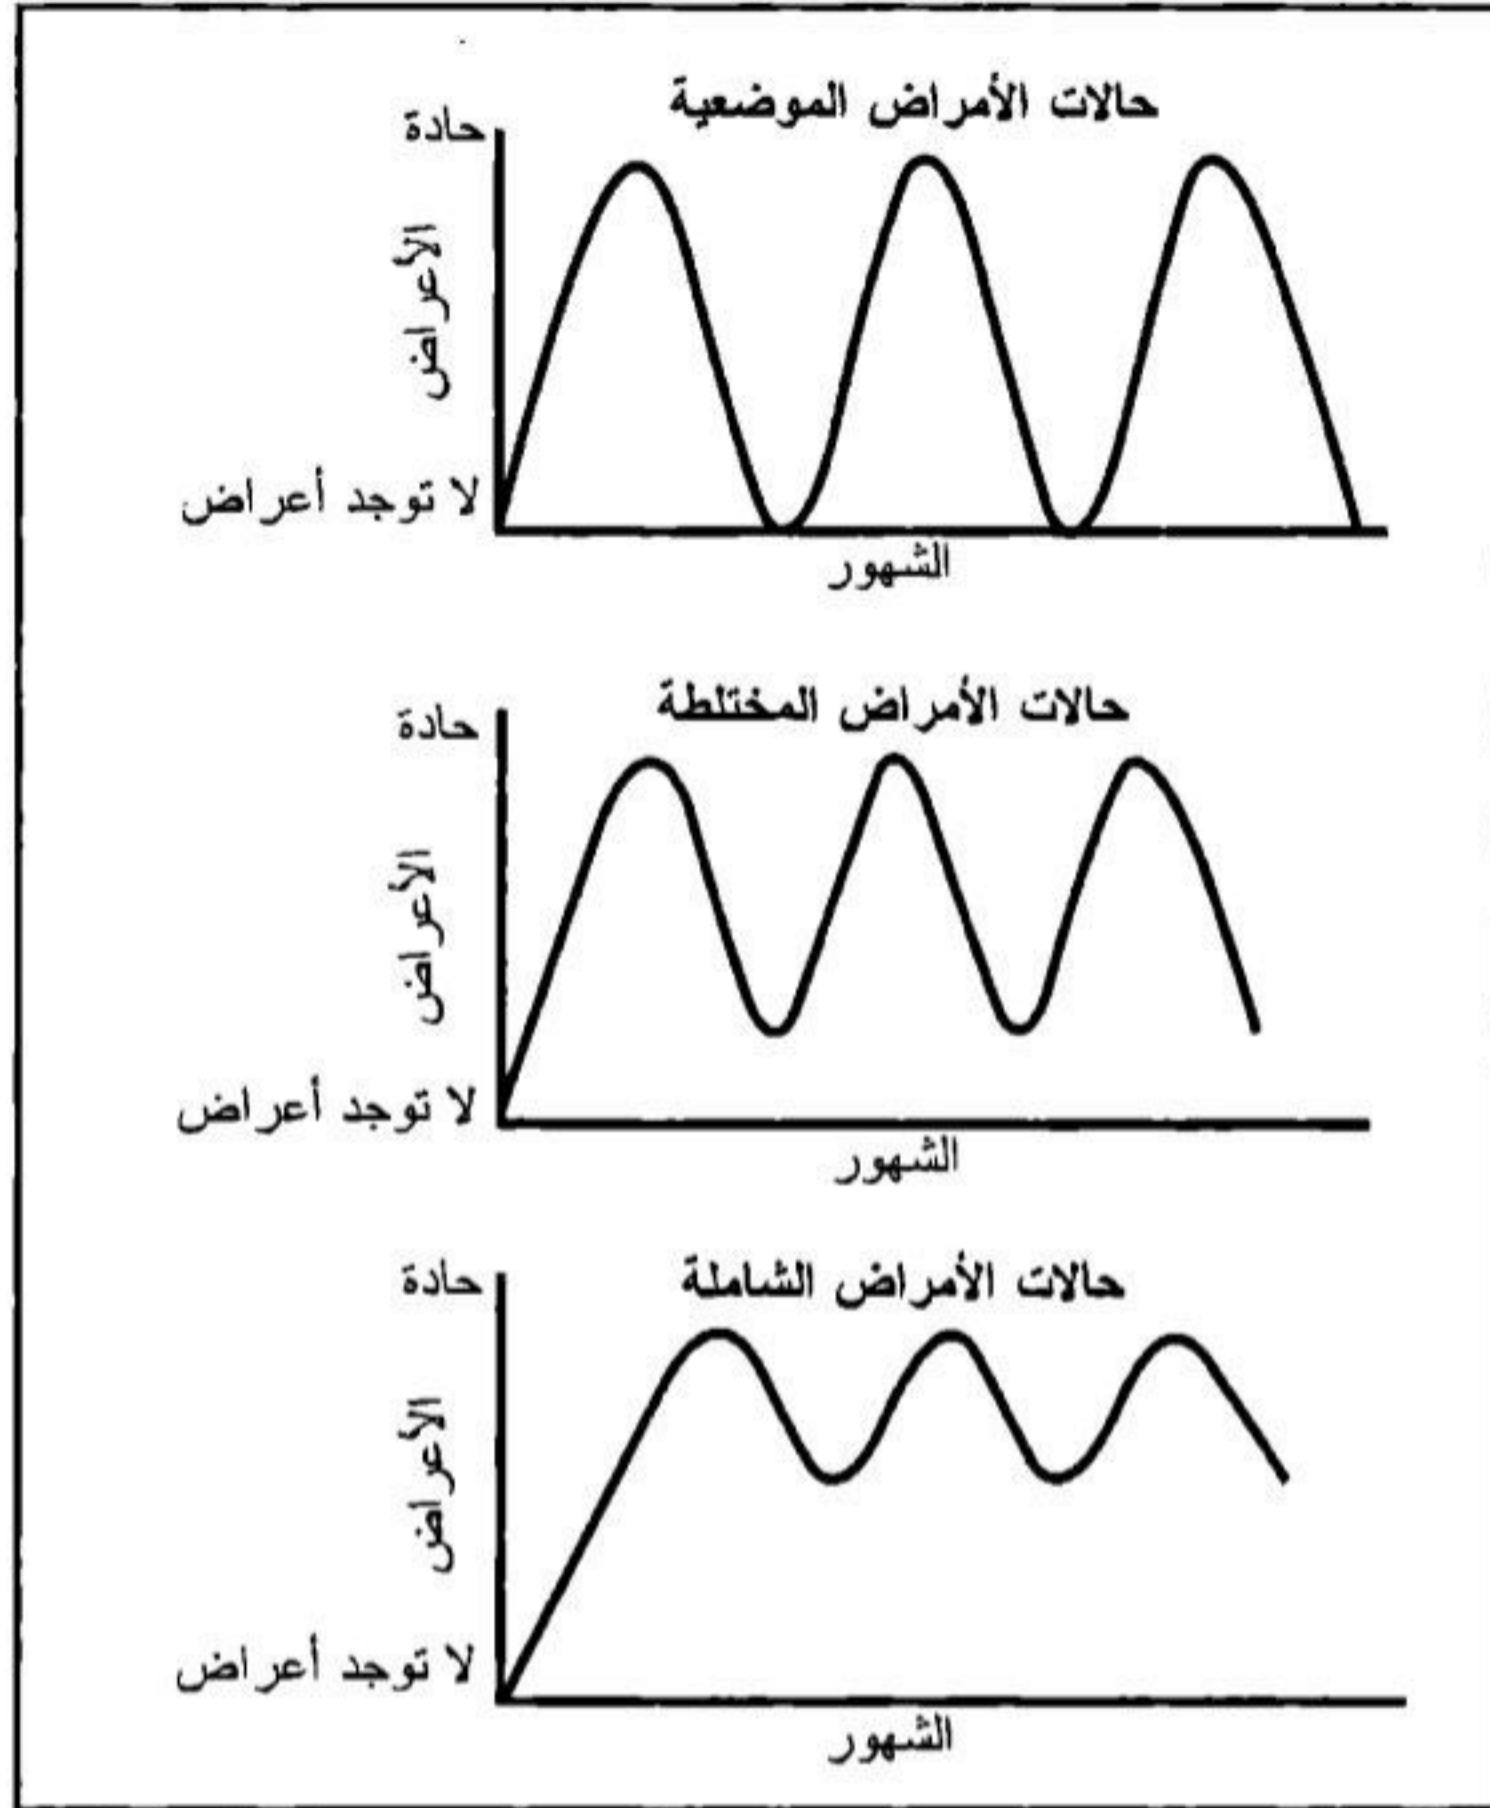 حالات الأمراض الموضعية
حادة
الأعراض
لا توجد أعراض
الشهور
حالات الأمراض المختلطة
حادة
الأعراض
لا توجد أعراض
الشهور
حالات الأمراض الشاملة
حادة
الأعراض
لا توجد أعراض
الشهور